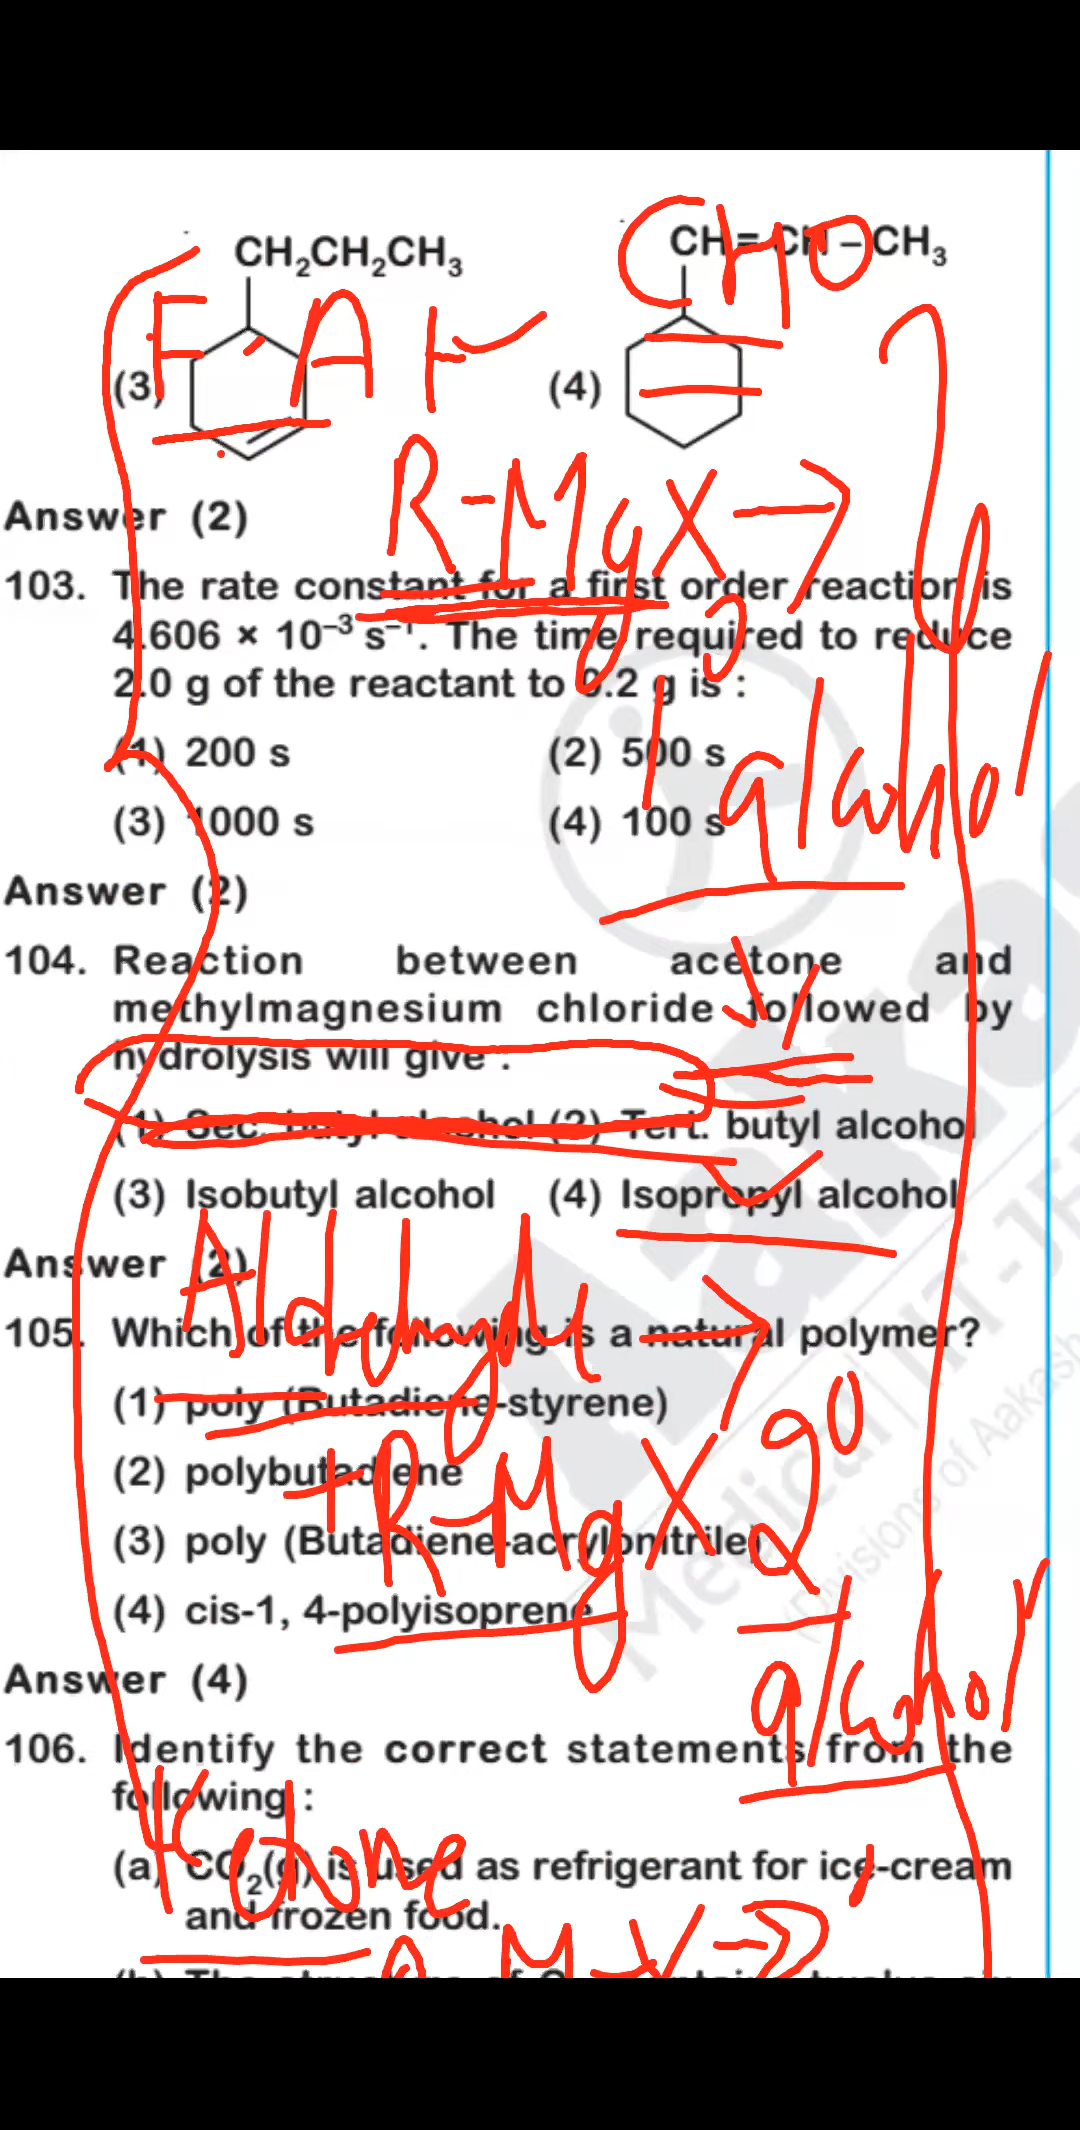 CH₂CH₂CH₃
CH = CH – CH₃
CHO
F A +
(3)
(4)
R-MgX →
Answer (2)
103. The rate constant for a first order reaction is
4.606 × 10⁻³ s⁻¹. The time required to reduce
2.0 g of the reactant to 0.2 g is :
(1) 200 s
(2) 500 s
(3) 1000 s
(4) 100 s
alcohol
Answer (2)
104. Reaction between acetone and
methylmagnesium chloride followed by
hydrolysis will give :
(1) Sec. butyl alcohol (2) Tert. butyl alcohol
(3) Isobutyl alcohol (4) Isopropyl alcohol
Answer (2)
Aldehyde →
105. Which of the following is a natural polymer?
(1) poly (Butadiene-styrene)
(2) polybutadiene
+R-MgX 2°
(3) poly (Butadiene-acrylonitrile)
(4) cis-1, 4-polyisoprene
alcohol
Answer (4)
106. Identify the correct statements from the
following :
Ketone
(a) CO₂(g) is used as refrigerant for ice-cream
and frozen food.